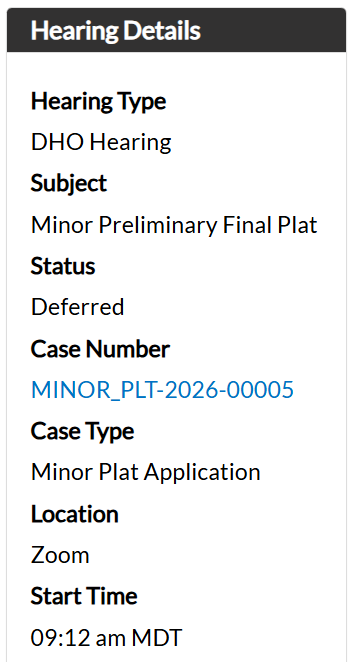 Hearing Details
Hearing Type
DHO Hearing
Subject
Minor Preliminary Final Plat
Status
Deferred
Case Number
MINOR_PLT-2026-00005
Case Type
Minor Plat Application
Location
Zoom
Start Time
09:12 am MDT